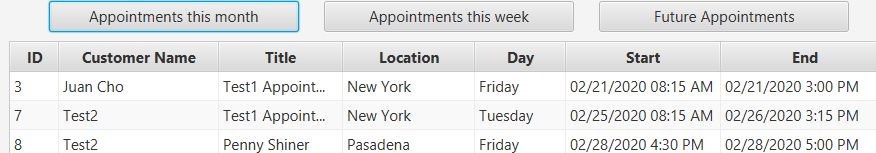 Appointments this month Appointments this week Future Appointments
ID Customer Name Title Location Day Start End
3 Juan Cho Test1 Appoint... New York Friday 02/21/2020 08:15 AM 02/21/2020 3:00 PM
7 Test2 Test1 Appoint... New York Tuesday 02/25/2020 08:15 AM 02/26/2020 3:15 PM
8 Test2 Penny Shiner Pasadena Friday 02/28/2020 4:30 PM 02/28/2020 5:00 PM